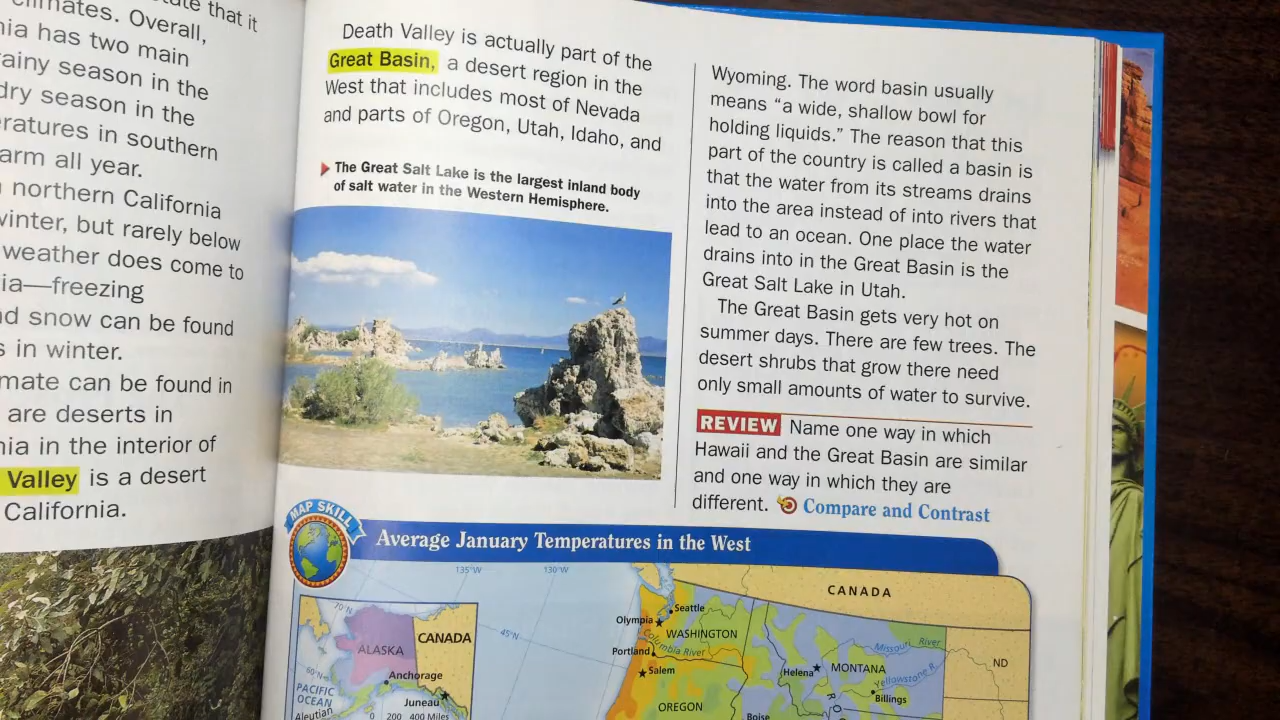 that it
climates. Overall,
has two main
rainy season in the
dry season in the
in southern
all year.
northern California
winter, but rarely below
weather does come to
freezing
snow can be found
in winter.
can be found in
are deserts in
in the interior of
Valley is a desert
California.
Death Valley is actually part of the
Great Basin, a desert region in the
West that includes most of Nevada
and parts of Oregon, Utah, Idaho, and
The Great Salt Lake is the largest inland body
of salt water in the Western Hemisphere.
Wyoming. The word basin usually
means “a wide, shallow bowl for
holding liquids.” The reason that this
part of the country is called a basin is
that the water from its streams drains
into the area instead of into rivers that
lead to an ocean. One place the water
drains into in the Great Basin is the
Great Salt Lake in Utah.
The Great Basin gets very hot on
summer days. There are few trees. The
desert shrubs that grow there need
only small amounts of water to survive.
REVIEW Name one way in which
Hawaii and the Great Basin are similar
and one way in which they are
different. Compare and Contrast
MAP SKILL
Average January Temperatures in the West
135°W
130°W
45°N
70°N
60°N
ALASKA
CANADA
Anchorage
Juneau
PACIFIC
OCEAN
Aleutian
0 200 400 Miles
CANADA
Seattle
Olympia
WASHINGTON
Columbia River
Portland
Salem
OREGON
Boise
Helena
MONTANA
Missouri River
Yellowstone R.
Billings
ND